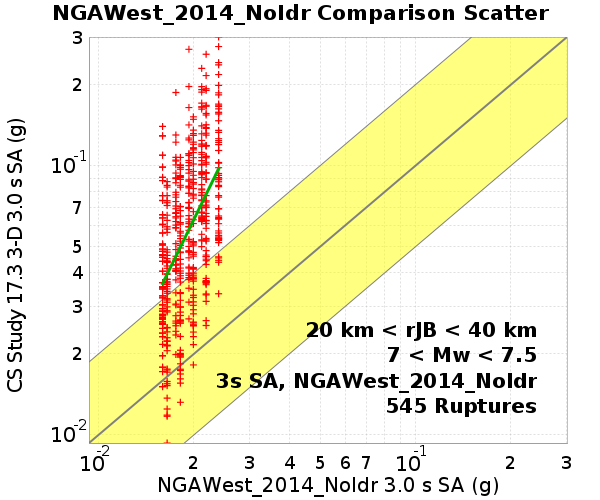 NGAWest_2014_NoIdr Comparison Scatter
CS Study 17.3 3-D 3.0 s SA (g)
3
2
10⁻¹
7
5
4
3
2
10⁻²
20 km < rJB < 40 km
7 < Mw < 7.5
3s SA, NGAWest_2014_NoIdr
545 Ruptures
10⁻² 2 3 4 5 6 7 10⁻¹ 2 3
NGAWest_2014_NoIdr 3.0 s SA (g)